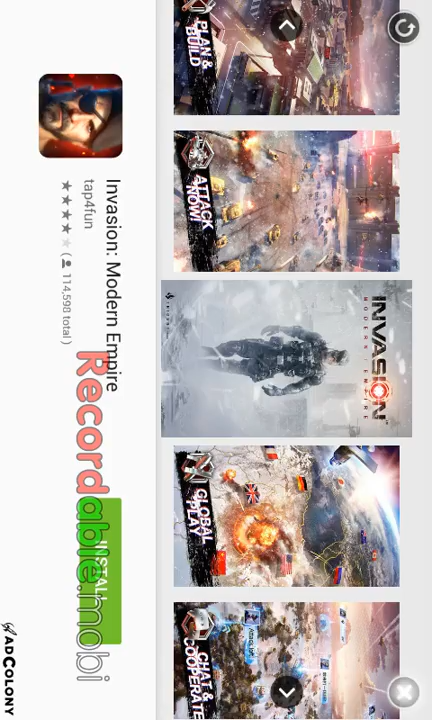 PLAN &
BUILD
ATTACK
NOW!
INVASION
MODERN EMPIRE
GLOBAL
PLAY
CHAT &
COOPERATE
Invasion: Modern Empire
tap4fun
( 114,598 total )
INSTALL
Recordable.mobi
ADCOLONY